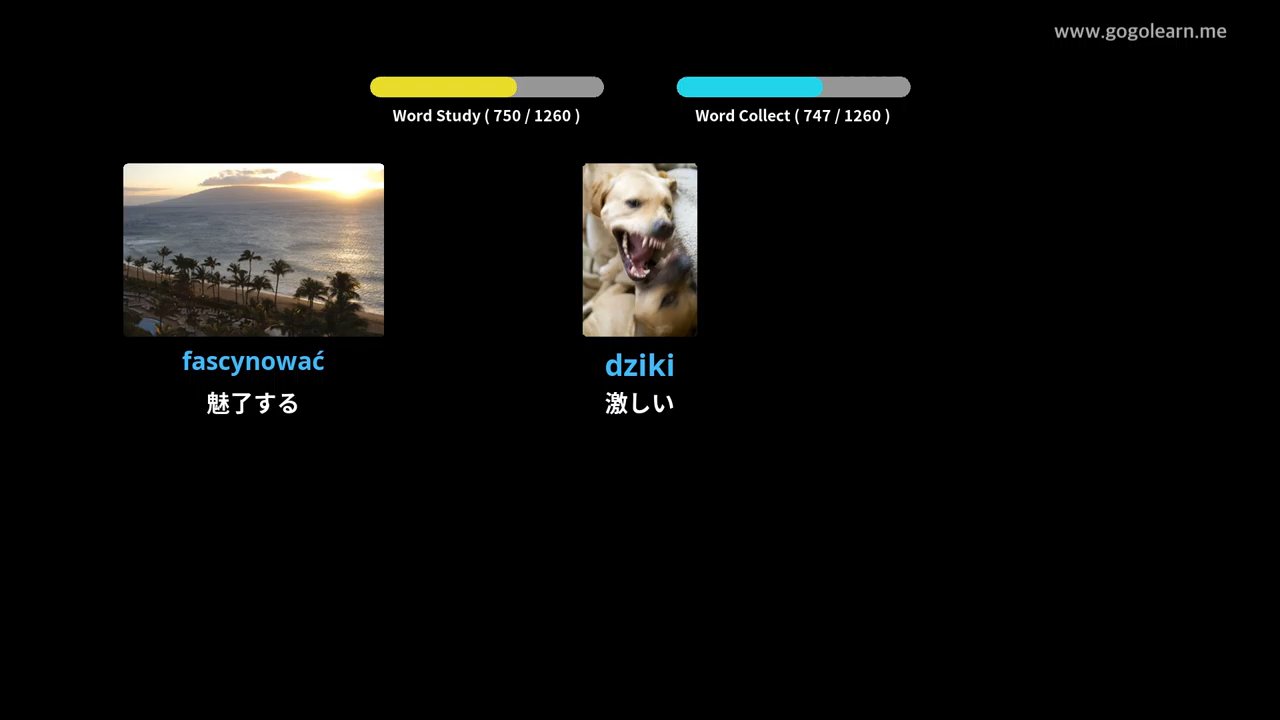 www.gogolearn.me
Word Study ( 750 / 1260 )
Word Collect ( 747 / 1260 )
fascynować
魅了する
dziki
激しい